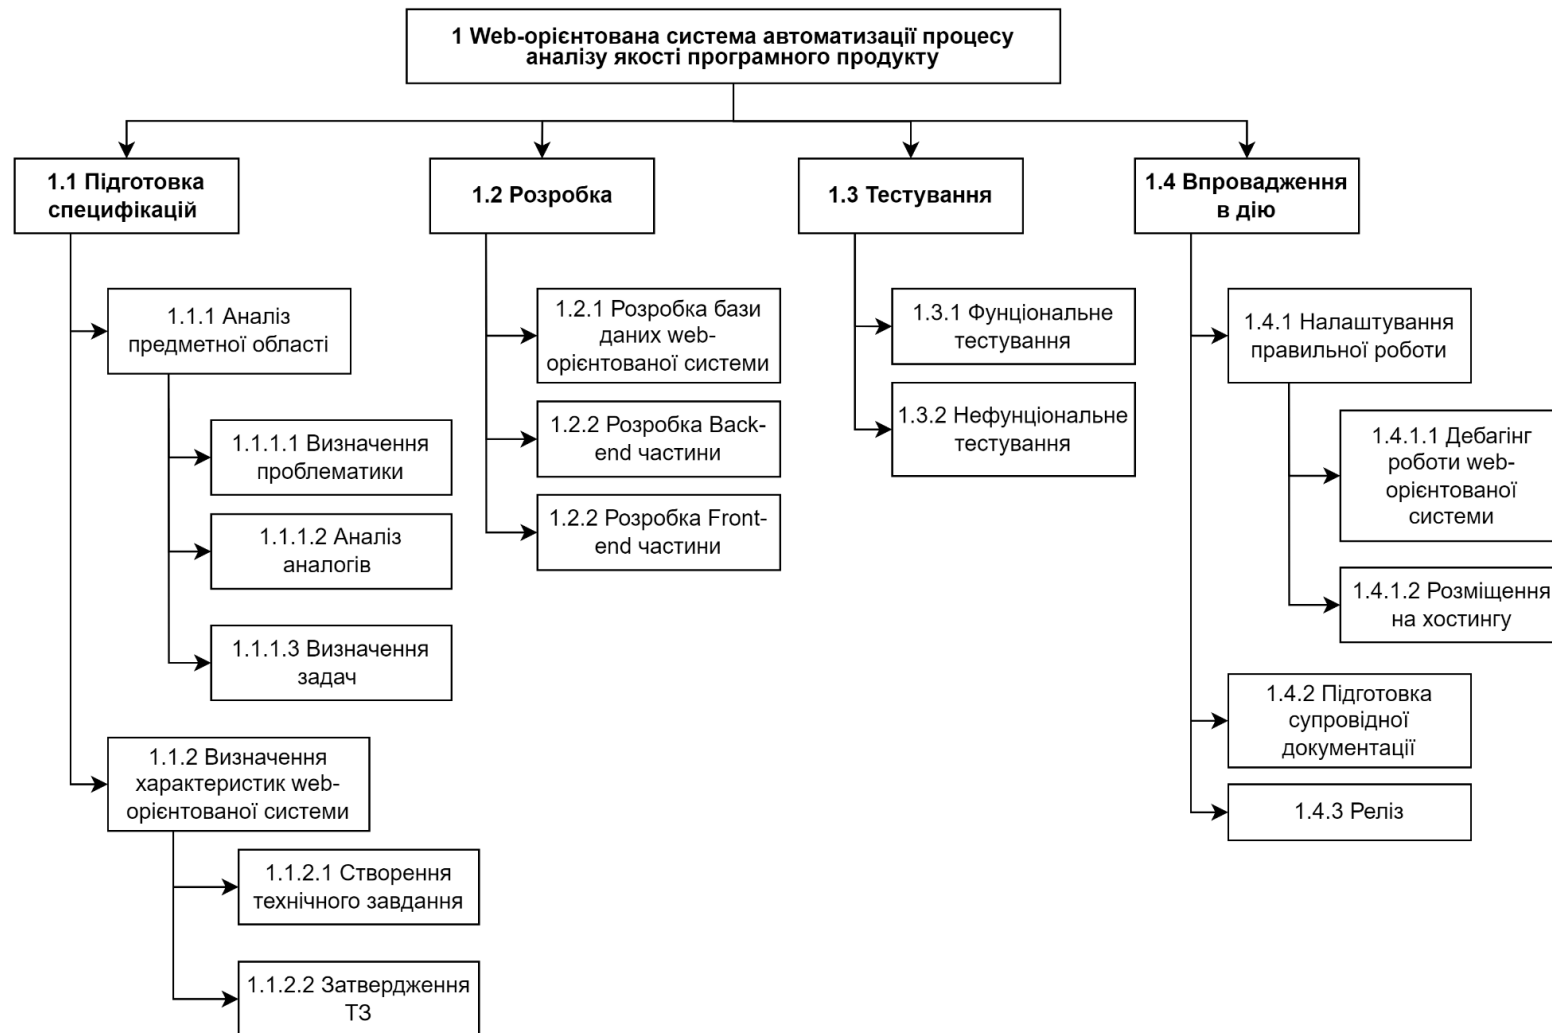 1 Web-орієнтована система автоматизації процесу
аналізу якості програмного продукту
1.1 Підготовка
специфікацій
1.1.1 Аналіз
предметної області
1.1.1.1 Визначення
проблематики
1.1.1.2 Аналіз
аналогів
1.1.1.3 Визначення
задач
1.1.2 Визначення
характеристик web-
орієнтованої системи
1.1.2.1 Створення
технічного завдання
1.1.2.2 Затвердження
ТЗ
1.2 Розробка
1.2.1 Розробка бази
даних web-
орієнтованої системи
1.2.2 Розробка Back-
end частини
1.2.2 Розробка Front-
end частини
1.3 Тестування
1.3.1 Фунціональне
тестування
1.3.2 Нефунціональне
тестування
1.4 Впровадження
в дію
1.4.1 Налаштування
правильної роботи
1.4.1.1 Дебагінг
роботи web-
орієнтованої
системи
1.4.1.2 Розміщення
на хостингу
1.4.2 Підготовка
супровідної
документації
1.4.3 Реліз